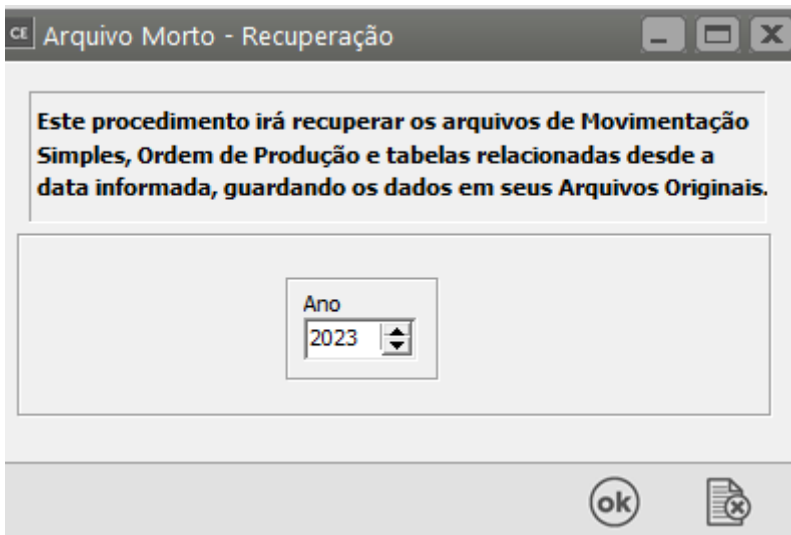 CE Arquivo Morto - Recuperação
Este procedimento irá recuperar os arquivos de Movimentação
Simples, Ordem de Produção e tabelas relacionadas desde a
data informada, guardando os dados em seus Arquivos Originais.
Ano
2023
ok